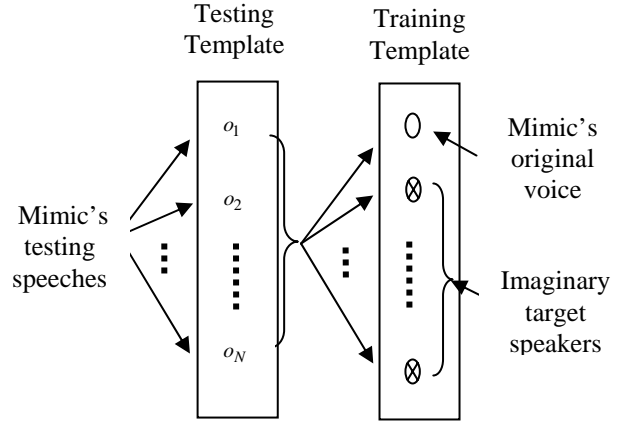 Testing
Template
Training
Template
Mimic's
testing
speeches
o1
o2
oN
Mimic's
original
voice
Imaginary
target
speakers